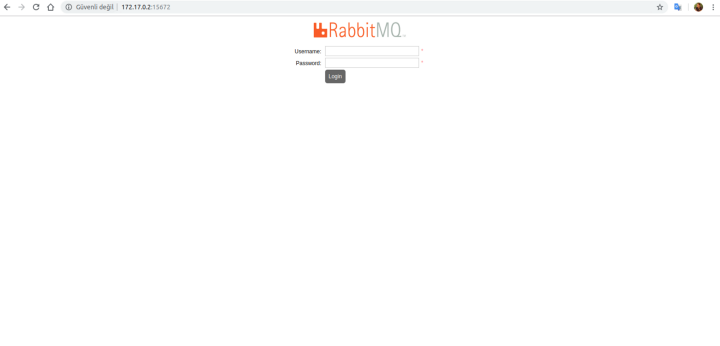 Güvenli değil | 172.17.0.2:15672
RabbitMQ
Username: *
Password: *
Login